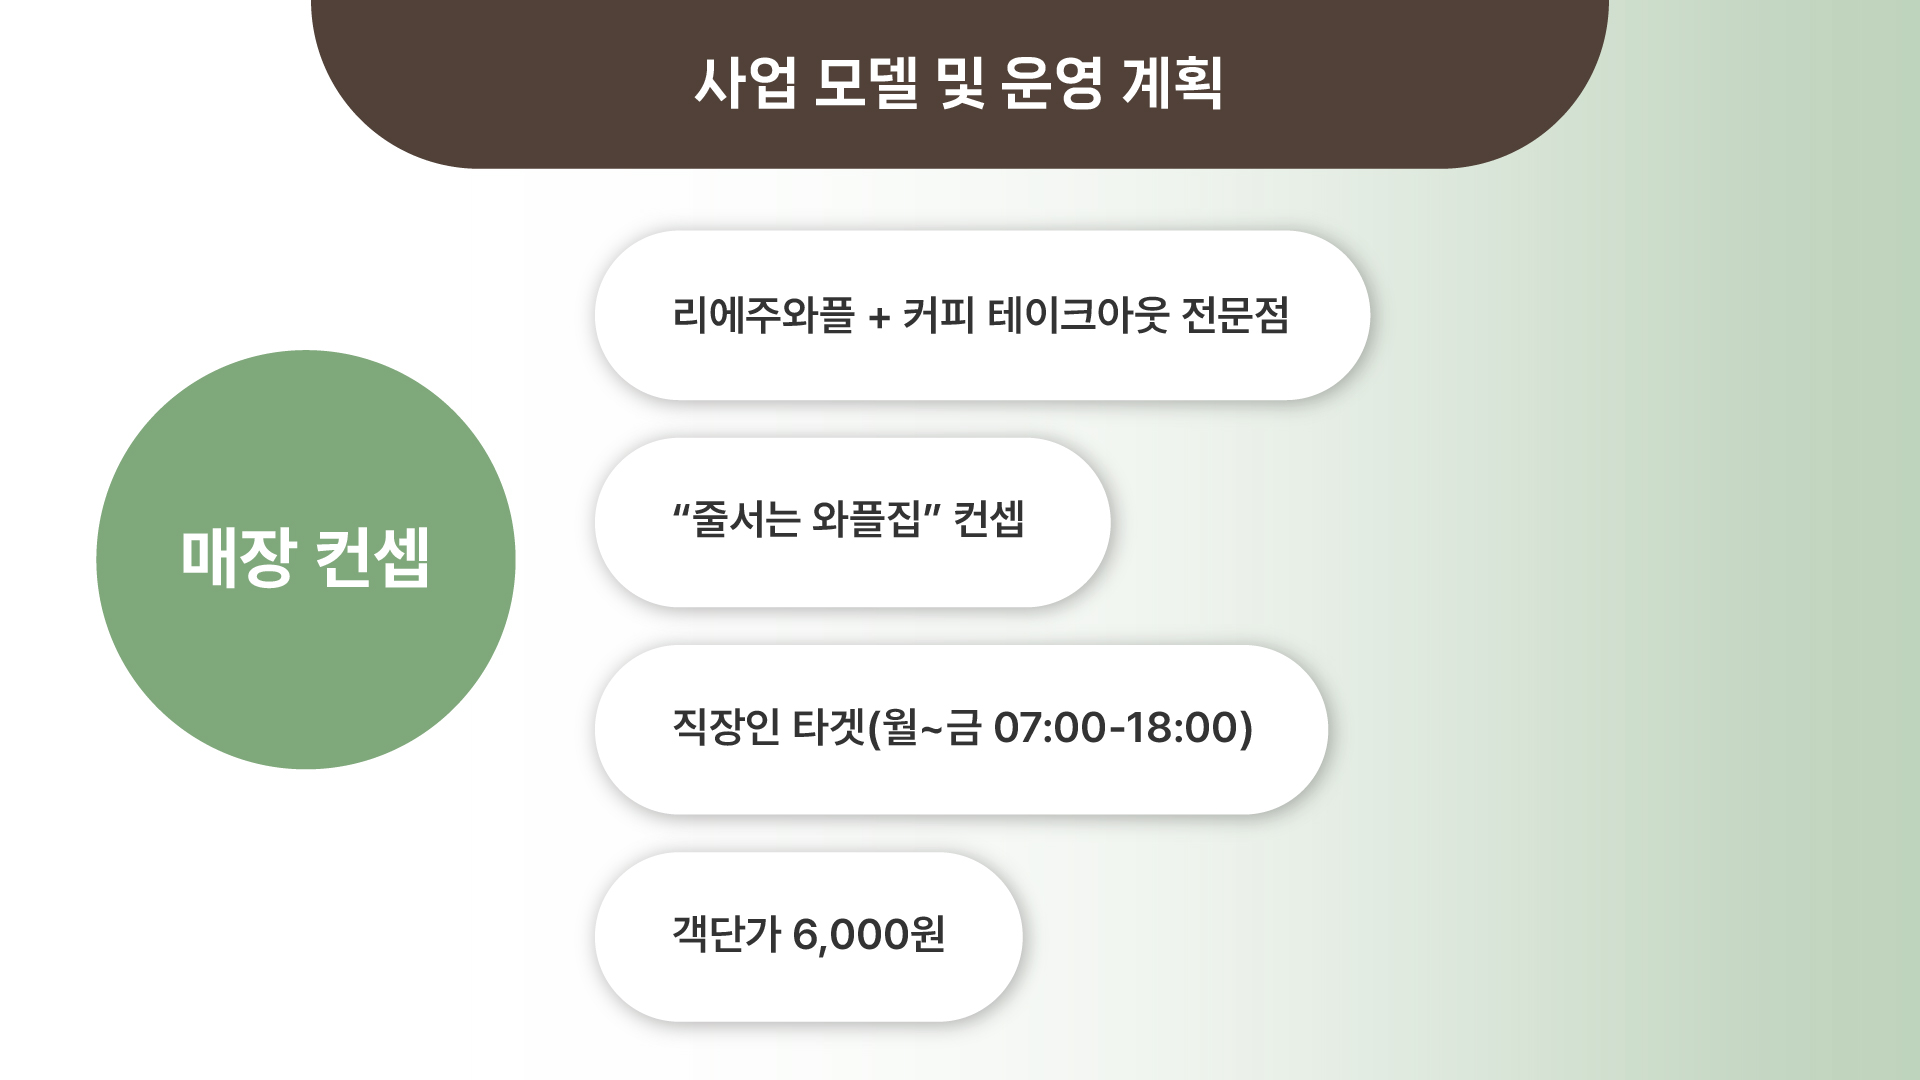 사업 모델 및 운영 계획
매장 컨셉
리에주와플 + 커피 테이크아웃 전문점
“줄서는 와플집” 컨셉
직장인 타겟(월~금 07:00-18:00)
객단가 6,000원